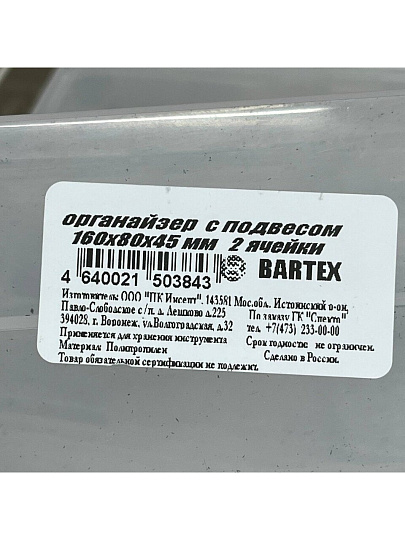 органайзер с подвесом
160х80х45 мм 2 ячейки
4 640021 503843 BARTEX
Изготовитель: ООО "ПК Инсепт". 143581 Мос.обл. Истринский р-он,
Павло-Слободское с/п. д. Лешково д.225 По заказу ГК "Спекто"
394028, г. Воронеж, ул.Волгоградская, д.32 тел. +7(473) 233-00-00
Применяется для хранения инструмента Срок годности не ограничен.
Материал: Полипропилен Сделано в России.
Товар обязательной сертификации не подлежит.